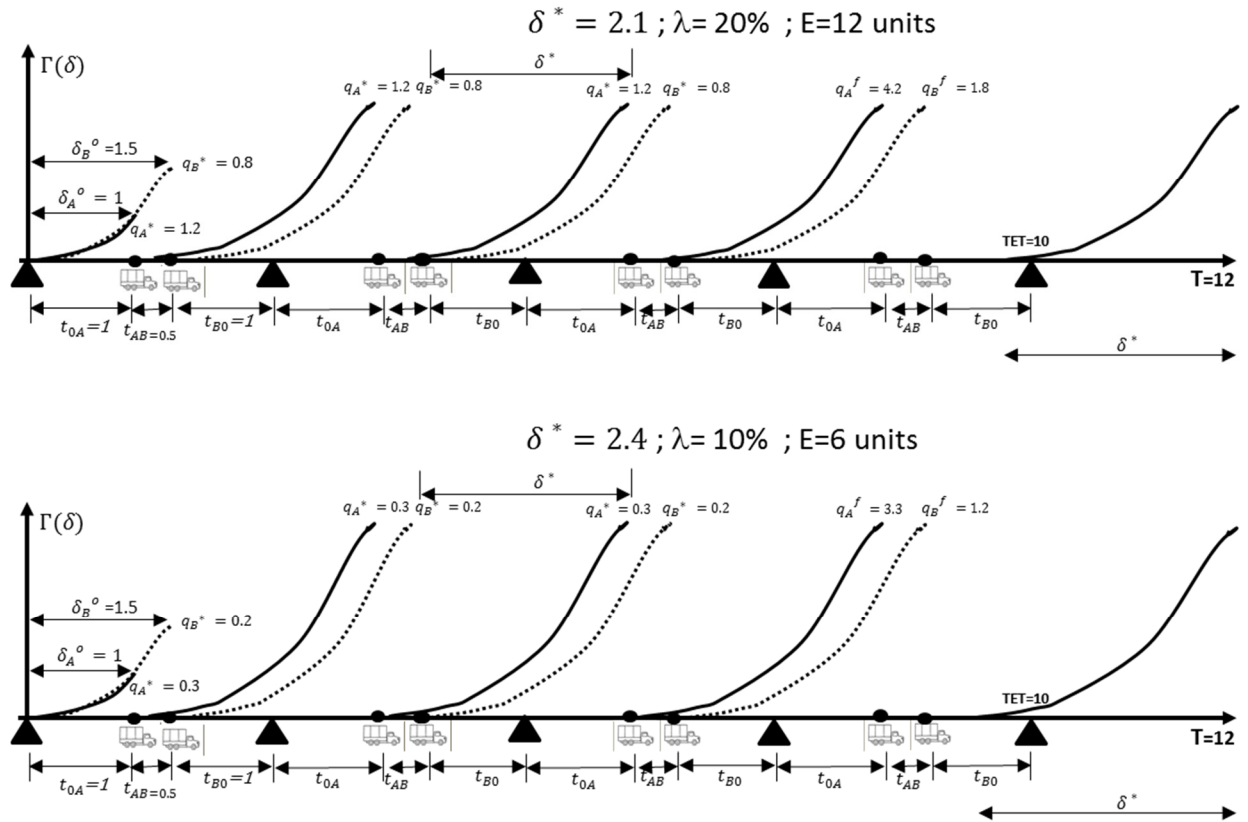 δ* = 2.1 ; λ= 20% ; E=12 units
Γ(δ)
δ*
q_A* = 1.2 q_B* = 0.8
q_A* = 1.2 q_B* = 0.8
q_A^f = 4.2 q_B^f = 1.8
δ_B^o =1.5
q_B* = 0.8
δ_A^o = 1
q_A* = 1.2
TET=10
T=12
t_0A=1 t_AB=0.5 t_B0=1 t_0A t_AB t_B0 t_0A t_AB t_B0 t_0A t_AB t_B0
δ*
δ* = 2.4 ; λ= 10% ; E=6 units
Γ(δ)
δ*
q_A* = 0.3 q_B* = 0.2
q_A* = 0.3 q_B* = 0.2
q_A^f = 3.3 q_B^f = 1.2
δ_B^o =1.5
q_B* = 0.2
δ_A^o = 1
q_A* = 0.3
TET=10
T=12
t_0A=1 t_AB=0.5 t_B0=1 t_0A t_AB t_B0 t_0A t_AB t_B0 t_0A t_AB t_B0
δ*